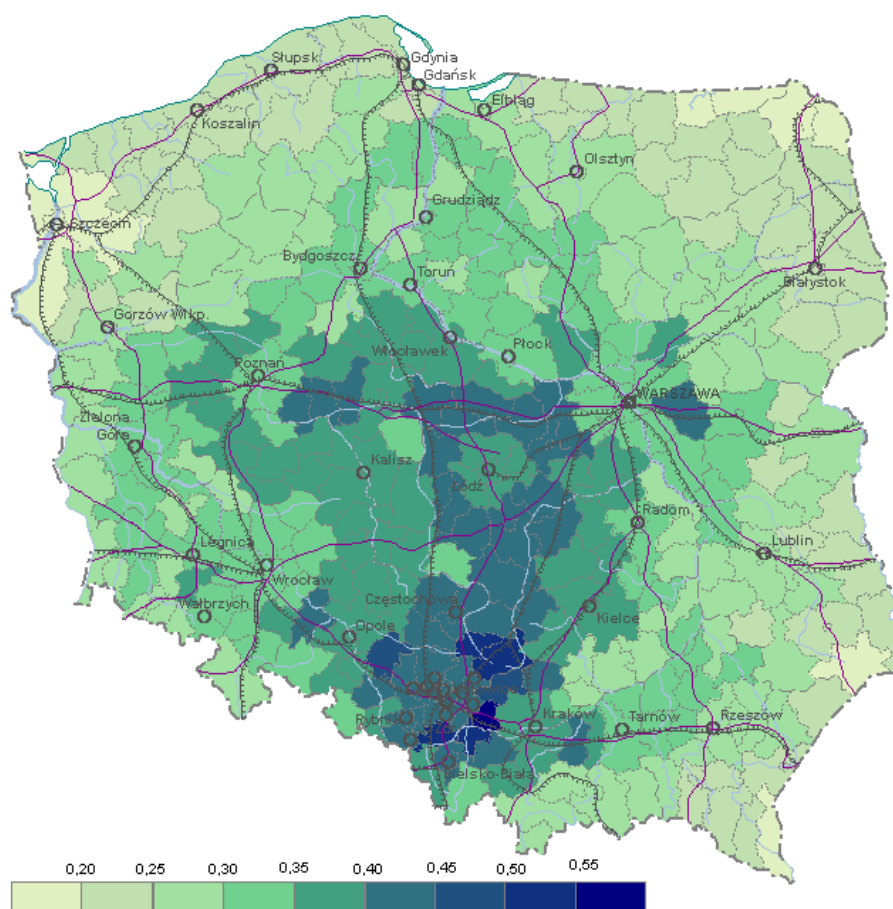 Słupsk
Gdynia
Gdańsk
Koszalin
Elbląg
Olsztyn
Grudziądz
Szczecin
Bydgoszcz
Toruń
Białystok
Gorzów Wlkp.
Włocławek
Płock
Poznań
WARSZAWA
Zielona
Góra
Kalisz
Łódź
Radom
Legnica
Lublin
Wrocław
Wałbrzych
Częstochowa
Kielce
Opole
Rybnik
Kraków
Tarnów
Rzeszów
Bielsko-Biała
0,20 0,25 0,30 0,35 0,40 0,45 0,50 0,55